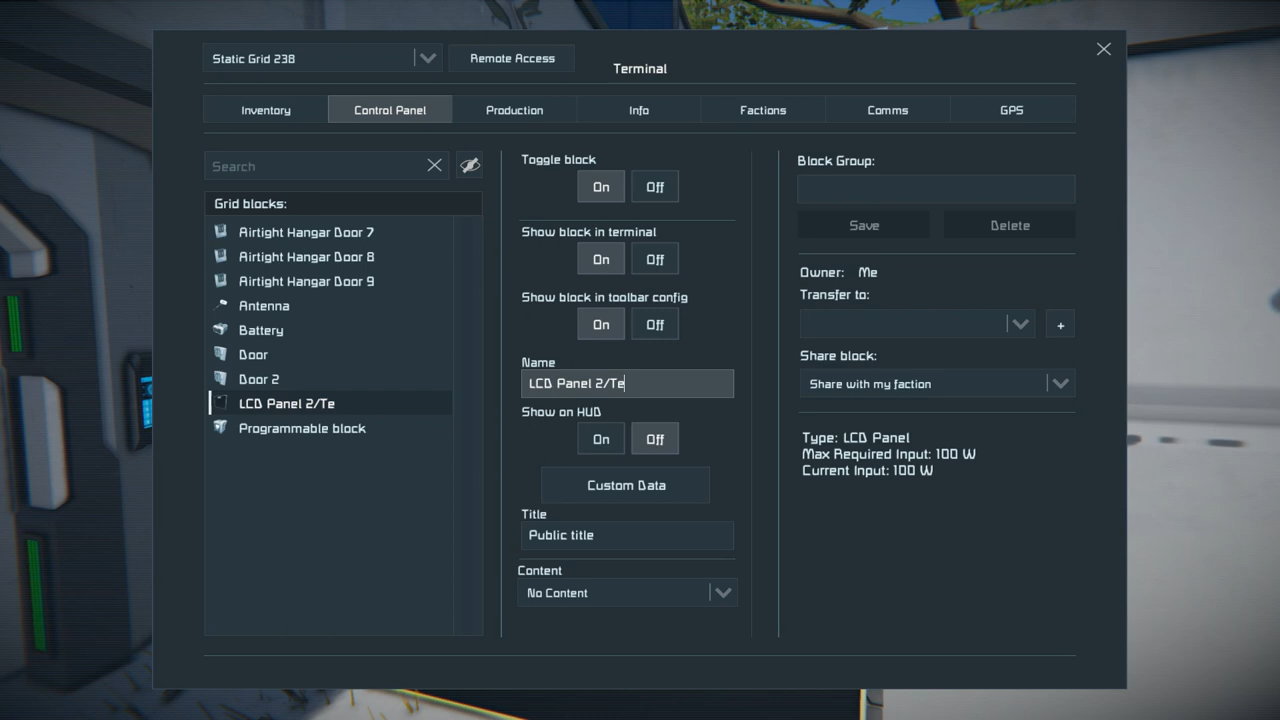 Static Grid 238
Remote Access
Terminal
Inventory
Control Panel
Production
Info
Factions
Comms
GPS
Search
Grid blocks:
Airtight Hangar Door 7
Airtight Hangar Door 8
Airtight Hangar Door 9
Antenna
Battery
Door
Door 2
LCD Panel 2/Te
Programmable block
Toggle block
On
Off
Show block in terminal
On
Off
Show block in toolbar config
On
Off
Name
LCD Panel 2/Te
Show on HUD
On
Off
Custom Data
Title
Public title
Content
No Content
Block Group:
Save
Delete
Owner: Me
Transfer to:
+
Share block:
Share with my faction
Type: LCD Panel
Max Required Input: 100 W
Current Input: 100 W